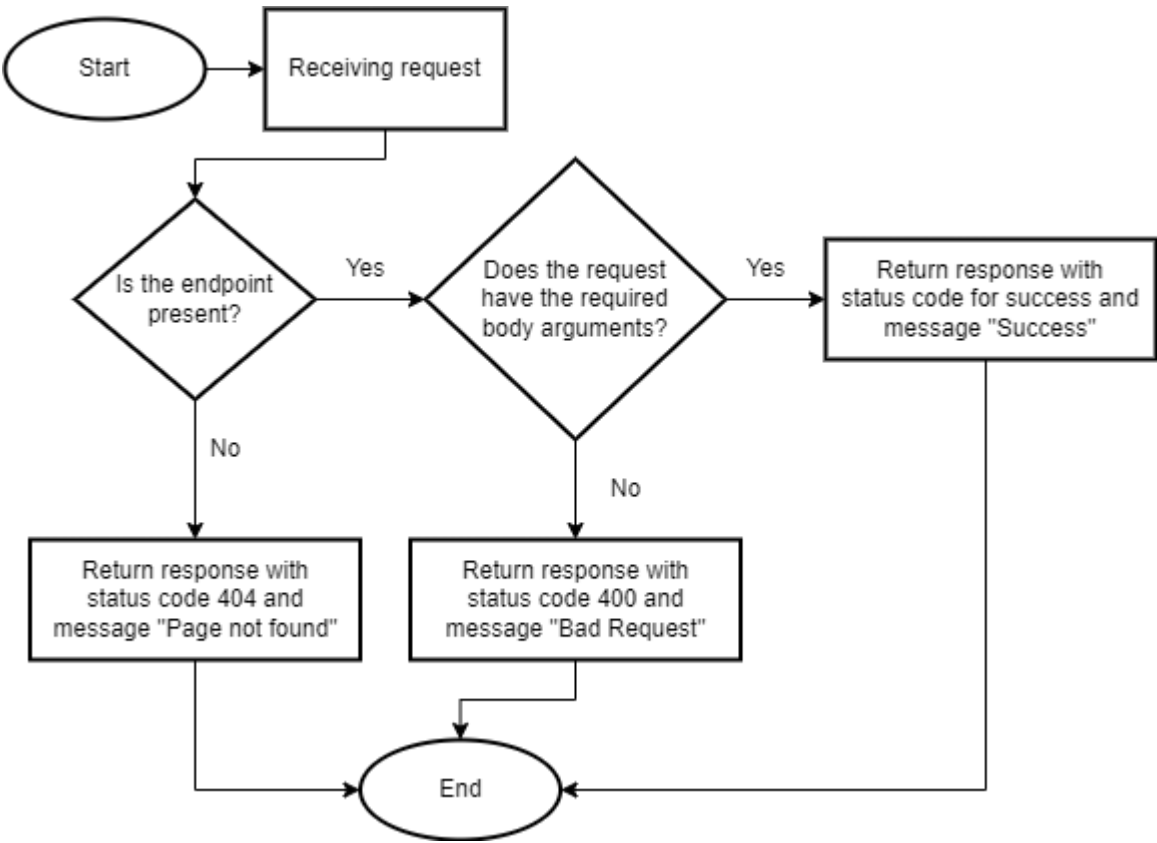 Start
Receiving request
Is the endpoint
present?
Yes
Does the request
have the required
body arguments?
Yes
Return response with
status code for success and
message "Success"
No
No
Return response with
status code 404 and
message "Page not found"
Return response with
status code 400 and
message "Bad Request"
End